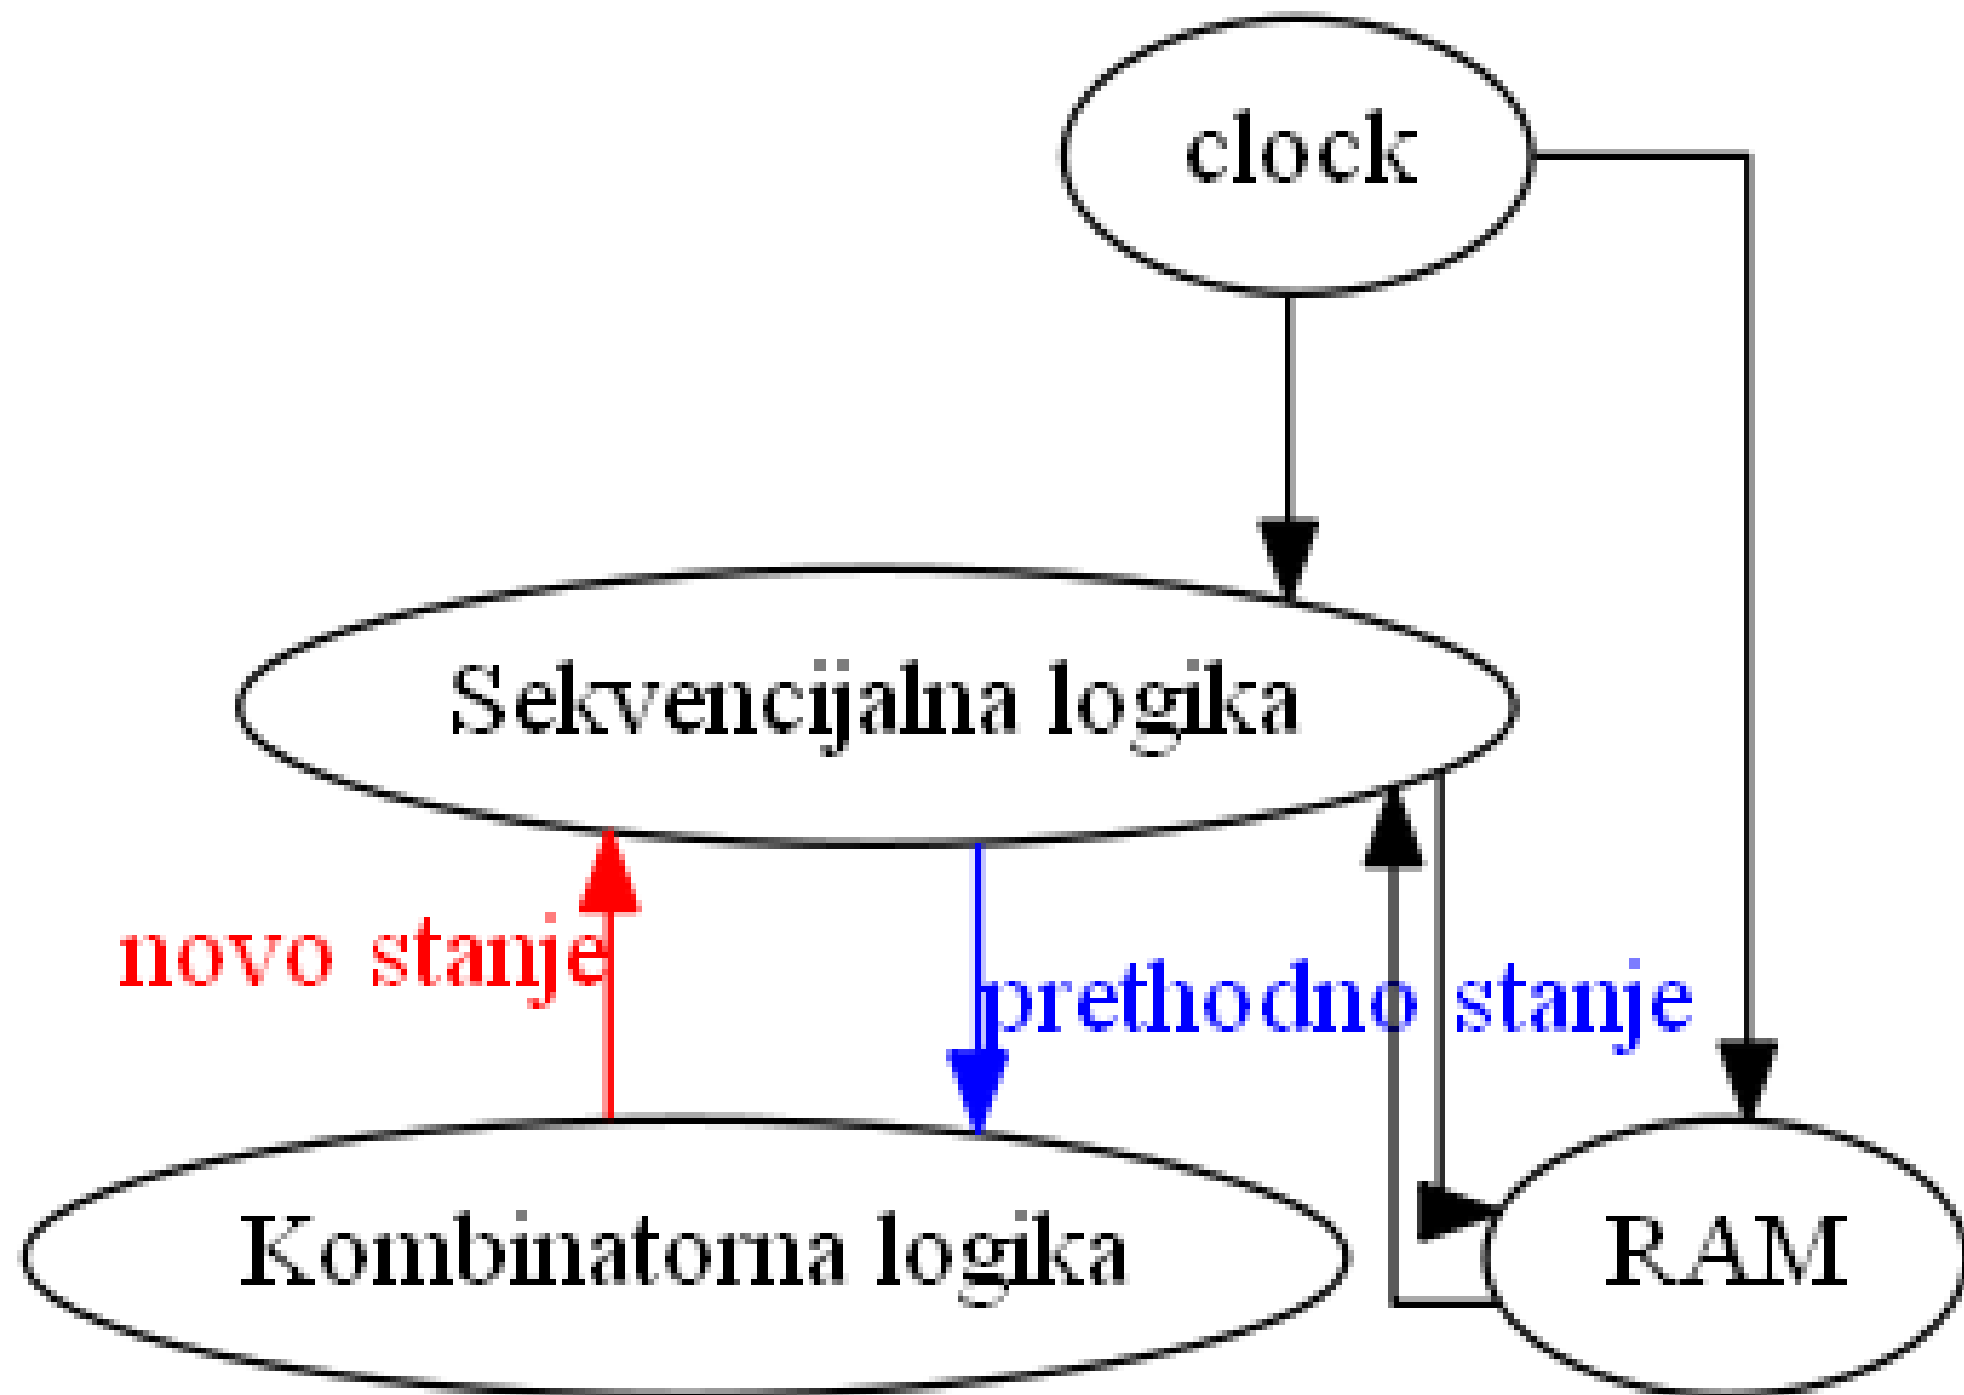 clock
Sekvencijalna logika
novo stanje
prethodno stanje
Kombinatorna logika
RAM